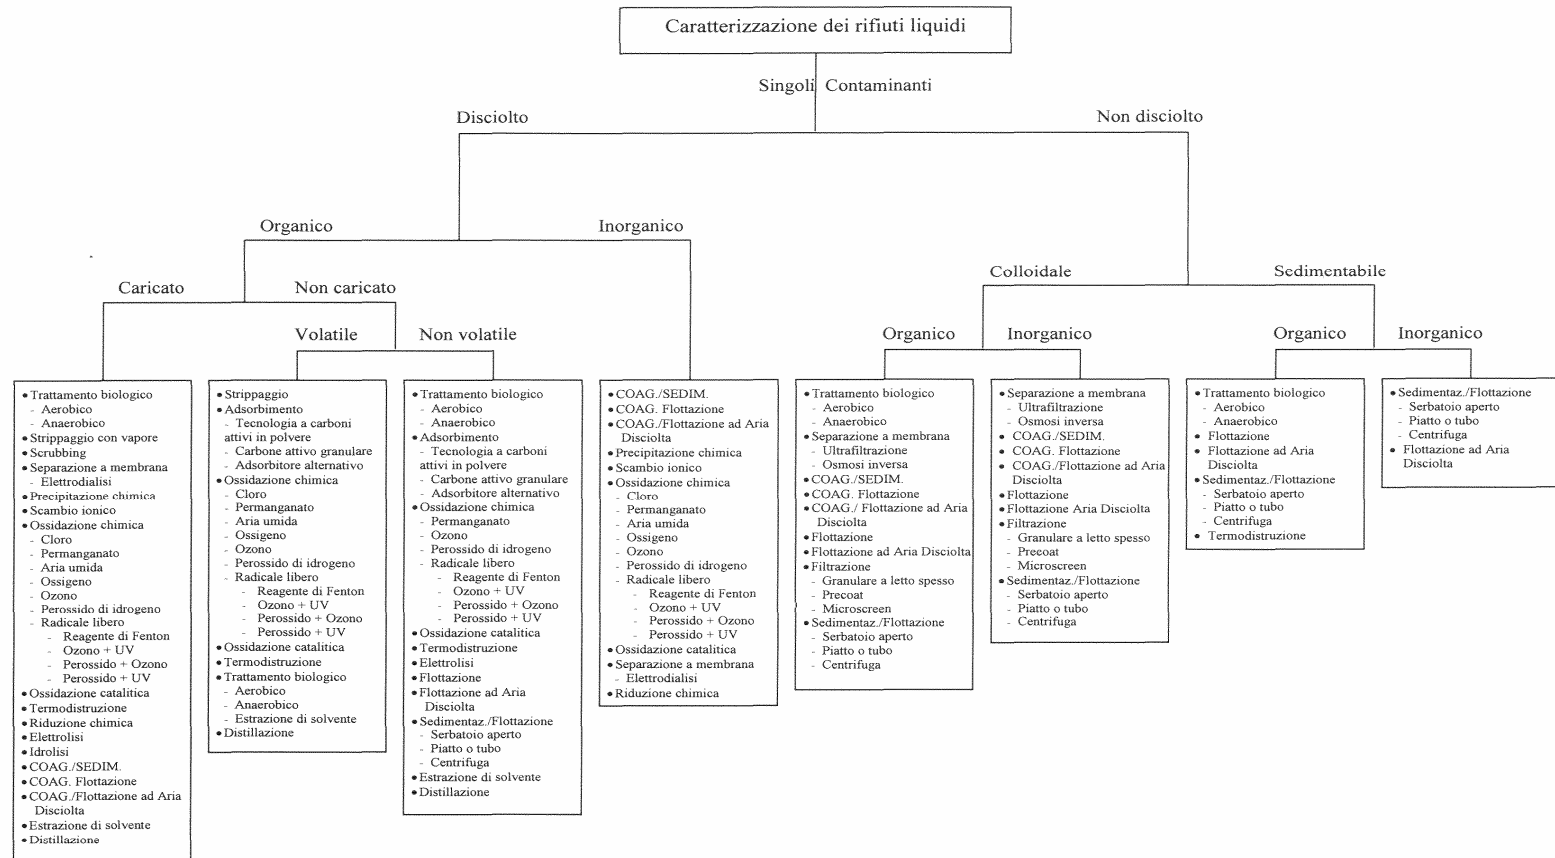 Caratterizzazione dei rifiuti liquidi
Singoli Contaminanti
Disciolto
Non disciolto
Organico
Inorganico
Colloidale
Sedimentabile
Caricato
Non caricato
Volatile
Non volatile
Organico
Inorganico
Organico
Inorganico
• Trattamento biologico
- Aerobico
- Anaerobico
• Strippaggio con vapore
• Scrubbing
• Separazione a membrana
- Elettrodialisi
• Precipitazione chimica
• Scambio ionico
• Ossidazione chimica
- Cloro
- Permanganato
- Aria umida
- Ossigeno
- Ozono
- Perossido di idrogeno
- Radicale libero
- Reagente di Fenton
- Ozono + UV
- Perossido + Ozono
- Perossido + UV
• Ossidazione catalitica
• Termodistruzione
• Riduzione chimica
• Elettrolisi
• Idrolisi
• COAG./SEDIM.
• COAG. Flottazione
• COAG./Flottazione ad Aria
Disciolta
• Estrazione di solvente
• Distillazione
• Strippaggio
• Adsorbimento
- Tecnologia a carboni
attivi in polvere
- Carbone attivo granulare
- Adsorbitore alternativo
• Ossidazione chimica
- Cloro
- Permanganato
- Aria umida
- Ossigeno
- Ozono
- Perossido di idrogeno
- Radicale libero
- Reagente di Fenton
- Ozono + UV
- Perossido + Ozono
- Perossido + UV
• Ossidazione catalitica
• Termodistruzione
• Trattamento biologico
- Aerobico
- Anaerobico
- Estrazione di solvente
• Distillazione
• Trattamento biologico
- Aerobico
- Anaerobico
• Adsorbimento
- Tecnologia a carboni
attivi in polvere
- Carbone attivo granulare
- Adsorbitore alternativo
• Ossidazione chimica
- Permanganato
- Ozono
- Perossido di idrogeno
- Radicale libero
- Reagente di Fenton
- Ozono + UV
- Perossido + Ozono
- Perossido + UV
• Ossidazione catalitica
• Termodistruzione
• Elettrolisi
• Flottazione
• Flottazione ad Aria
Disciolta
• Sedimentaz./Flottazione
- Serbatoio aperto
- Piatto o tubo
- Centrifuga
• Estrazione di solvente
• Distillazione
• COAG./SEDIM.
• COAG. Flottazione
• COAG./Flottazione ad Aria
Disciolta
• Precipitazione chimica
• Scambio ionico
• Ossidazione chimica
- Cloro
- Permanganato
- Aria umida
- Ossigeno
- Ozono
- Perossido di idrogeno
- Radicale libero
- Reagente di Fenton
- Ozono + UV
- Perossido + Ozono
- Perossido + UV
• Ossidazione catalitica
• Separazione a membrana
- Elettrodialisi
• Riduzione chimica
• Trattamento biologico
- Aerobico
- Anaerobico
• Separazione a membrana
- Ultrafiltrazione
- Osmosi inversa
• COAG./SEDIM.
• COAG. Flottazione
• COAG./ Flottazione ad Aria
Disciolta
• Flottazione
• Flottazione ad Aria Disciolta
• Filtrazione
- Granulare a letto spesso
- Precoat
- Microscreen
• Sedimentaz./Flottazione
- Serbatoio aperto
- Piatto o tubo
- Centrifuga
• Separazione a membrana
- Ultrafiltrazione
- Osmosi inversa
• COAG./SEDIM.
• COAG. Flottazione
• COAG./Flottazione ad Aria
Disciolta
• Flottazione
• Flottazione Aria Disciolta
• Filtrazione
- Granulare a letto spesso
- Precoat
- Microscreen
• Sedimentaz./Flottazione
- Serbatoio aperto
- Piatto o tubo
- Centrifuga
• Trattamento biologico
- Aerobico
- Anaerobico
• Flottazione
• Flottazione ad Aria
Disciolta
• Sedimentaz./Flottazione
- Serbatoio aperto
- Piatto o tubo
- Centrifuga
• Termodistruzione
• Sedimentaz./Flottazione
- Serbatoio aperto
- Piatto o tubo
- Centrifuga
• Flottazione ad Aria
Disciolta